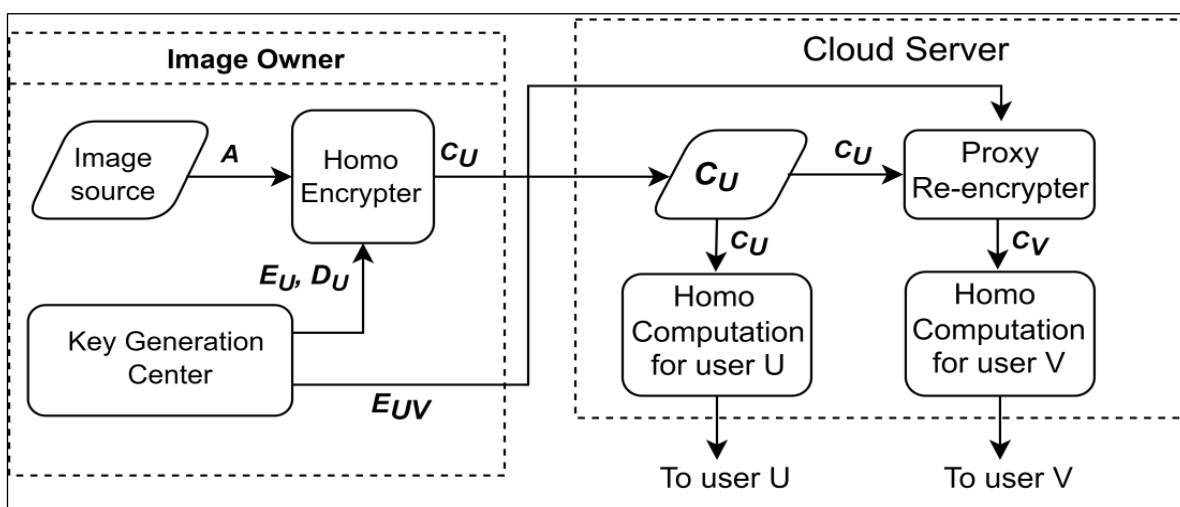 Image Owner
Image
source
A
Homo
Encrypter
C_U
E_U, D_U
Key Generation
Center
E_UV
Cloud Server
C_U
C_U
Proxy
Re-encrypter
C_U
C_V
Homo
Computation
for user U
Homo
Computation
for user V
To user U
To user V